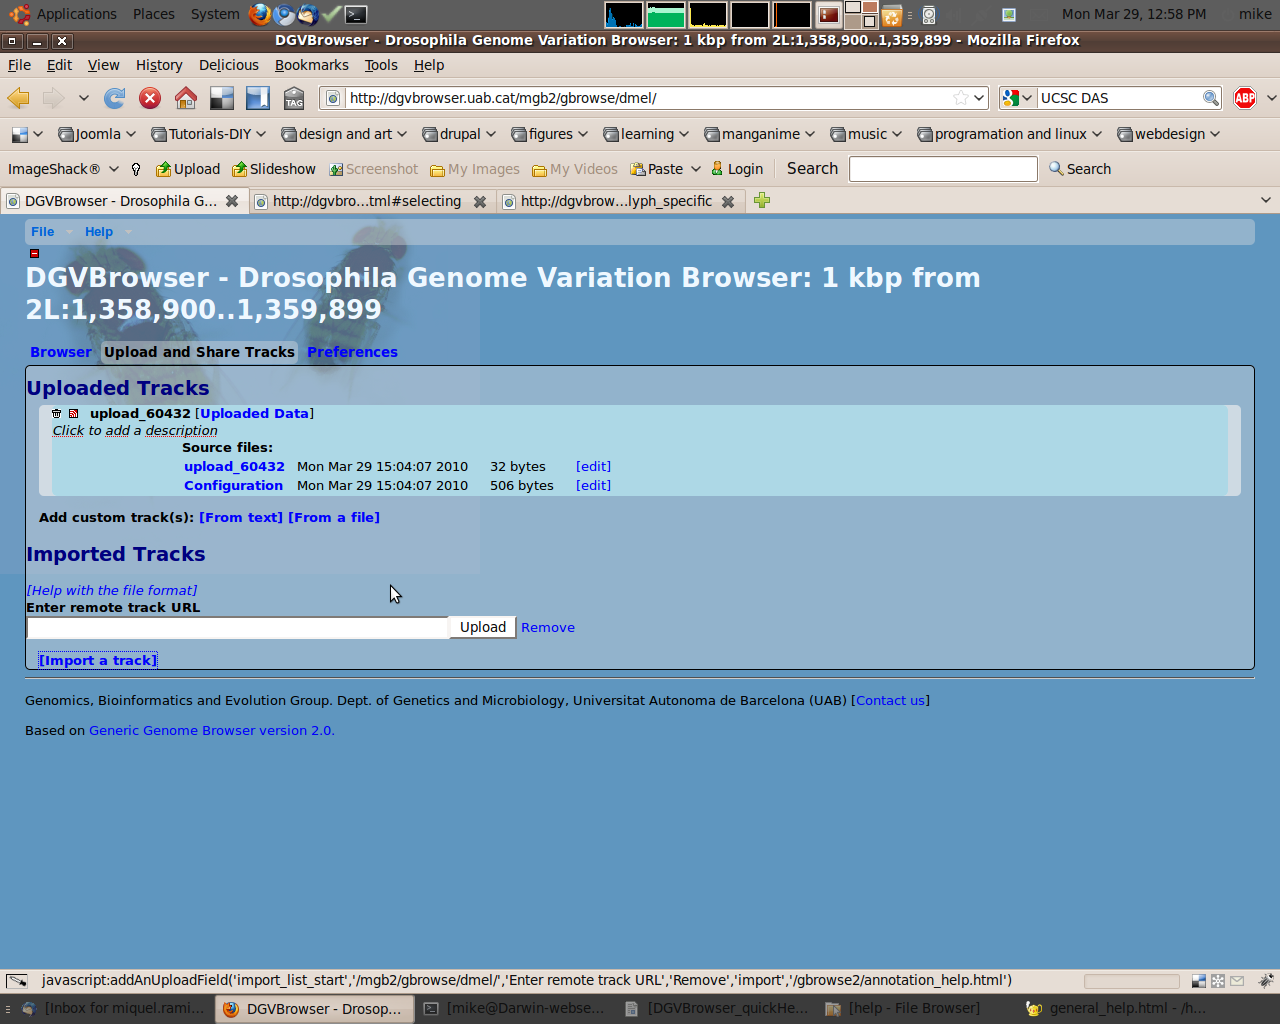 Applications Places System Mon Mar 29, 12:58 PM mike
DGVBrowser - Drosophila Genome Variation Browser: 1 kbp from 2L:1,358,900..1,359,899 - Mozilla Firefox
File Edit View History Delicious Bookmarks Tools Help
TAG http://dgvbrowser.uab.cat/mgb2/gbrowse/dmel/ UCSC DAS ABP
Joomla Tutorials-DIY design and art drupal figures learning manganime music programation and linux webdesign
ImageShack® Upload Slideshow Screenshot My Images My Videos Paste Login Search Search
DGVBrowser - Drosophila G... http://dgvbro...tml#selecting http://dgvbrow...lyph_specific
File Help
DGVBrowser - Drosophila Genome Variation Browser: 1 kbp from
2L:1,358,900..1,359,899
Browser Upload and Share Tracks Preferences
Uploaded Tracks
upload_60432 [Uploaded Data]
Click to add a description
Source files:
upload_60432 Mon Mar 29 15:04:07 2010 32 bytes [edit]
Configuration Mon Mar 29 15:04:07 2010 506 bytes [edit]
Add custom track(s): [From text] [From a file]
Imported Tracks
[Help with the file format]
Enter remote track URL
Upload Remove
[Import a track]
Genomics, Bioinformatics and Evolution Group. Dept. of Genetics and Microbiology, Universitat Autonoma de Barcelona (UAB) [Contact us]
Based on Generic Genome Browser version 2.0.
javascript:addAnUploadField('import_list_start','/mgb2/gbrowse/dmel/','Enter remote track URL','Remove','import','/gbrowse2/annotation_help.html')
[Inbox for miquel.rami... DGVBrowser - Drosop... [mike@Darwin-webse... [DGVBrowser_quickHe... [help - File Browser] general_help.html - /h...